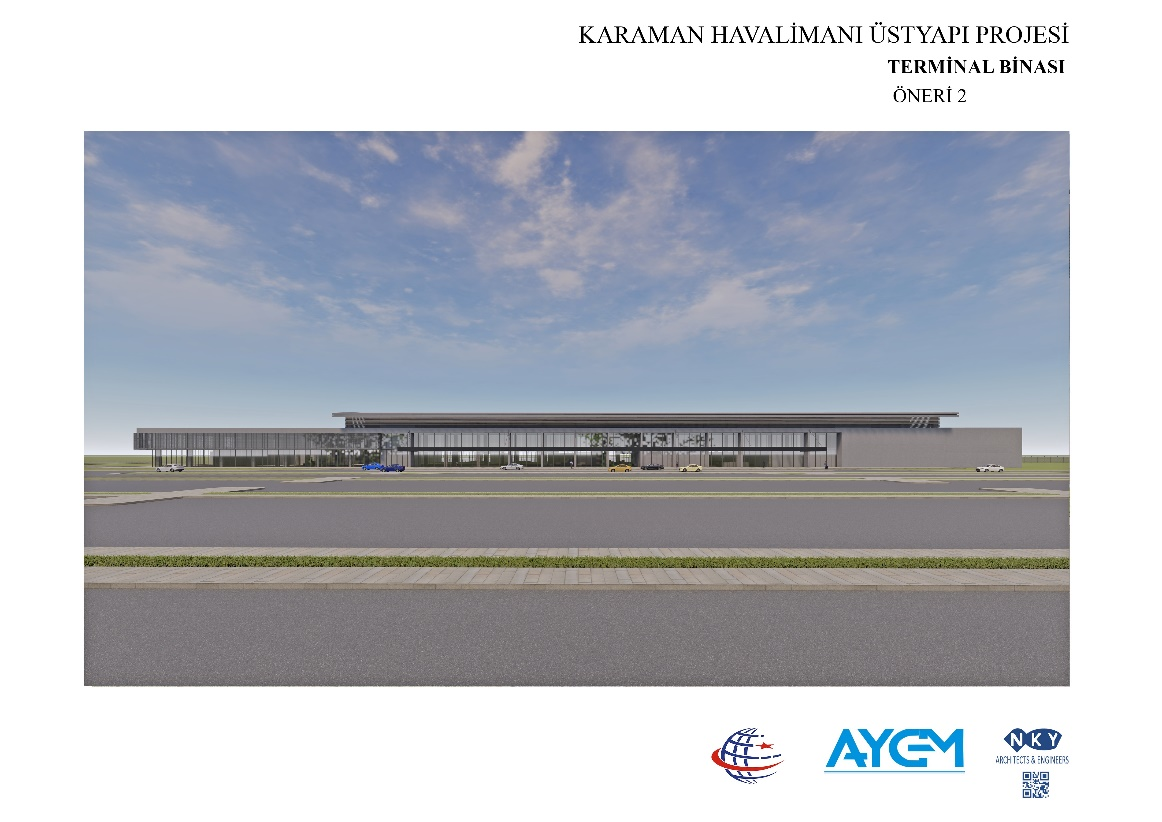 KARAMAN HAVALİMANI ÜSTYAPI PROJESİ
TERMİNAL BİNASI
ÖNERİ 2
AYGM
NKY
ARCHITECTS & ENGINEERS